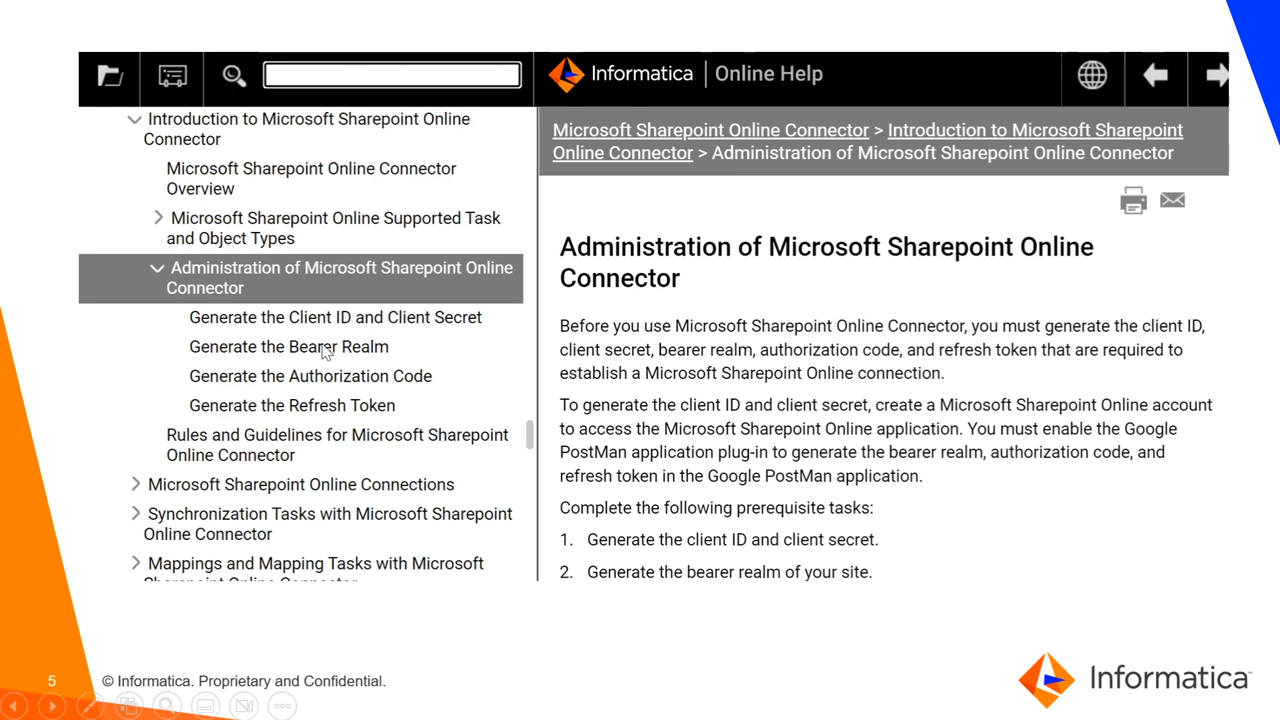 Informatica | Online Help
Introduction to Microsoft Sharepoint Online
Connector
Microsoft Sharepoint Online Connector
Overview
Microsoft Sharepoint Online Supported Task
and Object Types
Administration of Microsoft Sharepoint Online
Connector
Generate the Client ID and Client Secret
Generate the Bearer Realm
Generate the Authorization Code
Generate the Refresh Token
Rules and Guidelines for Microsoft Sharepoint
Online Connector
Microsoft Sharepoint Online Connections
Synchronization Tasks with Microsoft Sharepoint
Online Connector
Mappings and Mapping Tasks with Microsoft
Sharepoint Online Connector
Microsoft Sharepoint Online Connector > Introduction to Microsoft Sharepoint
Online Connector > Administration of Microsoft Sharepoint Online Connector
Administration of Microsoft Sharepoint Online
Connector
Before you use Microsoft Sharepoint Online Connector, you must generate the client ID,
client secret, bearer realm, authorization code, and refresh token that are required to
establish a Microsoft Sharepoint Online connection.
To generate the client ID and client secret, create a Microsoft Sharepoint Online account
to access the Microsoft Sharepoint Online application. You must enable the Google
PostMan application plug-in to generate the bearer realm, authorization code, and
refresh token in the Google PostMan application.
Complete the following prerequisite tasks:
1. Generate the client ID and client secret.
2. Generate the bearer realm of your site.
5
© Informatica. Proprietary and Confidential.
Informatica